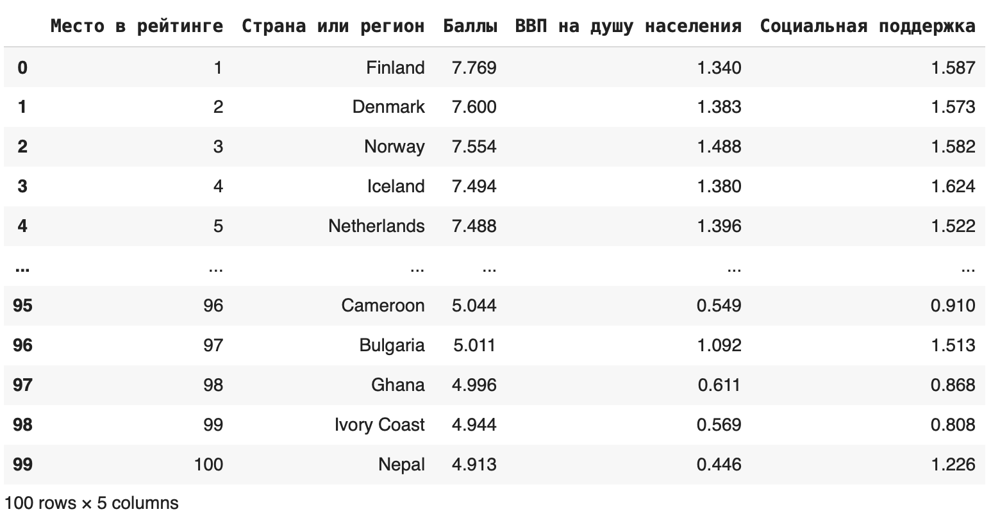 Место в рейтинге Страна или регион Баллы ВВП на душу населения Социальная поддержка
0 1 Finland 7.769 1.340 1.587
1 2 Denmark 7.600 1.383 1.573
2 3 Norway 7.554 1.488 1.582
3 4 Iceland 7.494 1.380 1.624
4 5 Netherlands 7.488 1.396 1.522
... ... ... ... ... ...
95 96 Cameroon 5.044 0.549 0.910
96 97 Bulgaria 5.011 1.092 1.513
97 98 Ghana 4.996 0.611 0.868
98 99 Ivory Coast 4.944 0.569 0.808
99 100 Nepal 4.913 0.446 1.226
100 rows × 5 columns